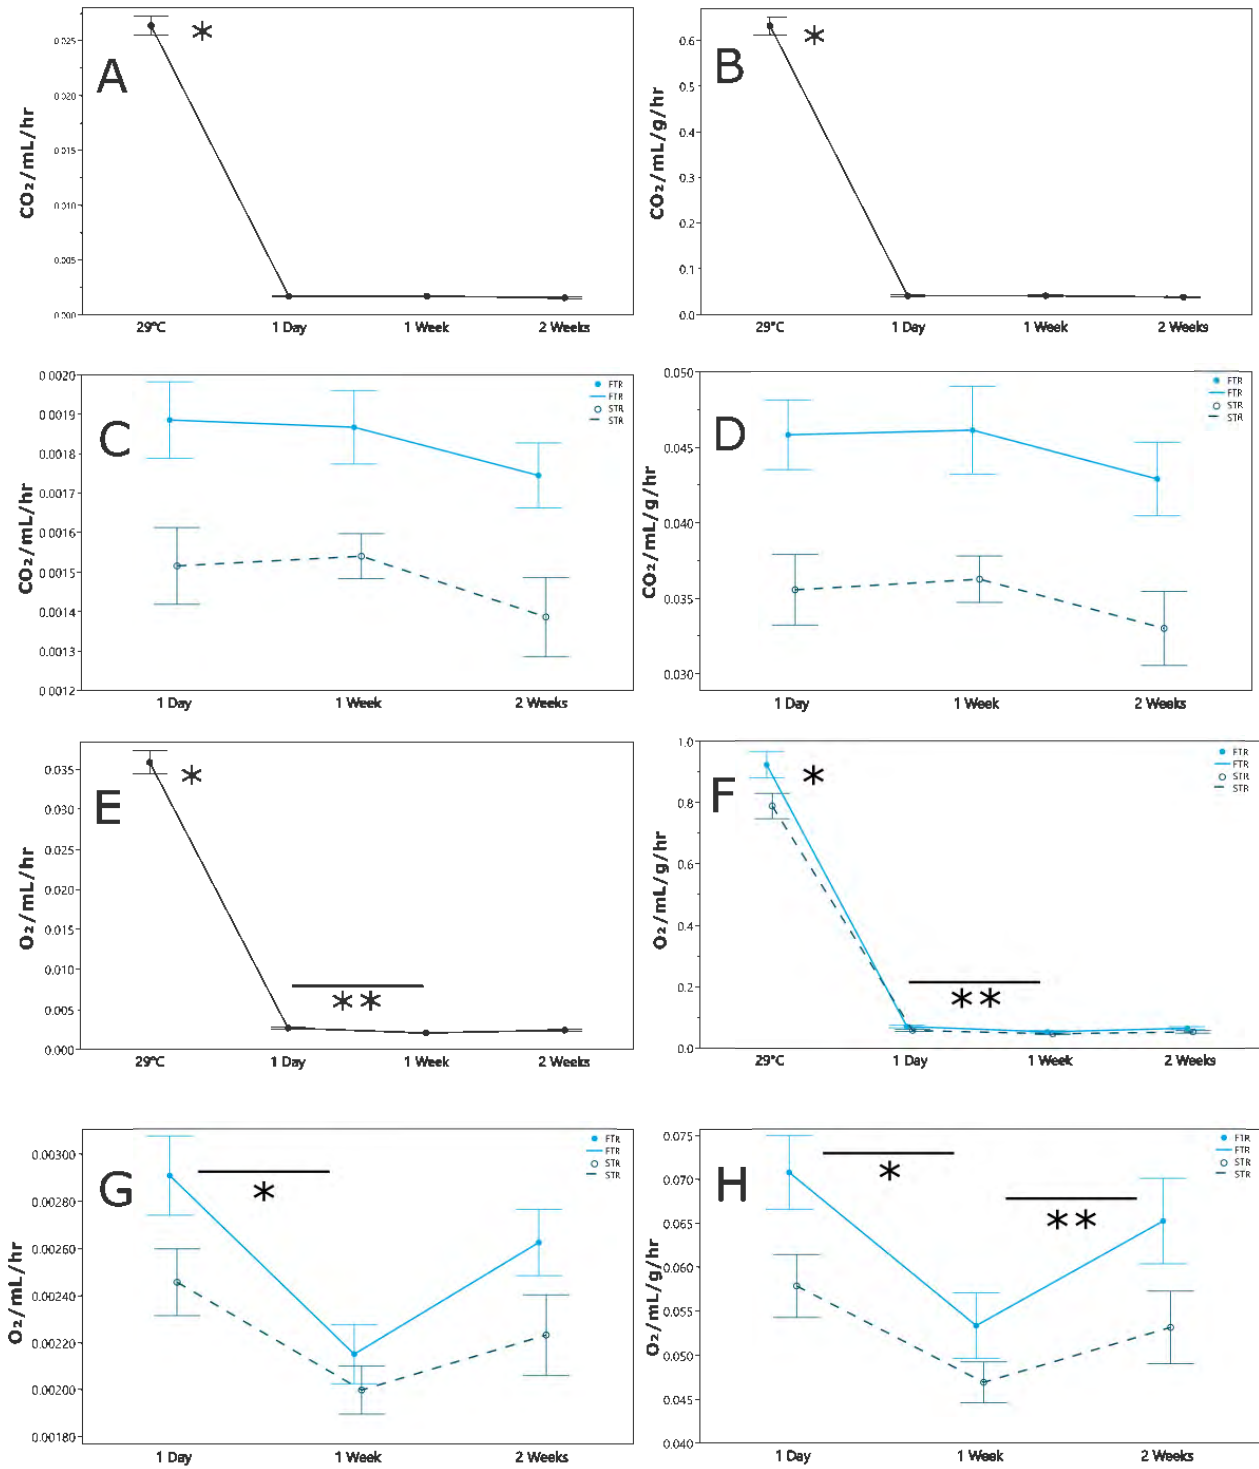 A
*
CO₂/mL/hr
0.025
0.020
0.015
0.010
0.005
0.000
29°C 1 Day 1 Week 2 Weeks
B
*
CO₂/mL/g/hr
0.6
0.5
0.4
0.3
0.2
0.1
0.0
29°C 1 Day 1 Week 2 Weeks
C
CO₂/mL/hr
0.0020
0.0019
0.0018
0.0017
0.0016
0.0015
0.0014
0.0013
0.0012
FTR
FTR
STR
STR
1 Day 1 Week 2 Weeks
D
CO₂/mL/g/hr
0.050
0.045
0.040
0.035
0.030
FTR
FTR
STR
STR
1 Day 1 Week 2 Weeks
E
*
**
O₂/mL/hr
0.035
0.030
0.025
0.020
0.015
0.010
0.005
0.000
29°C 1 Day 1 Week 2 Weeks
F
*
**
O₂/mL/g/hr
1.0
0.8
0.6
0.4
0.2
0.0
FTR
FTR
STR
STR
29°C 1 Day 1 Week 2 Weeks
G
*
O₂/mL/hr
0.00300
0.00280
0.00260
0.00240
0.00220
0.00200
0.00180
FTR
FTR
STR
STR
1 Day 1 Week 2 Weeks
H
*
**
O₂/mL/g/hr
0.075
0.070
0.065
0.060
0.055
0.050
0.045
0.040
FTR
FTR
STR
STR
1 Day 1 Week 2 Weeks